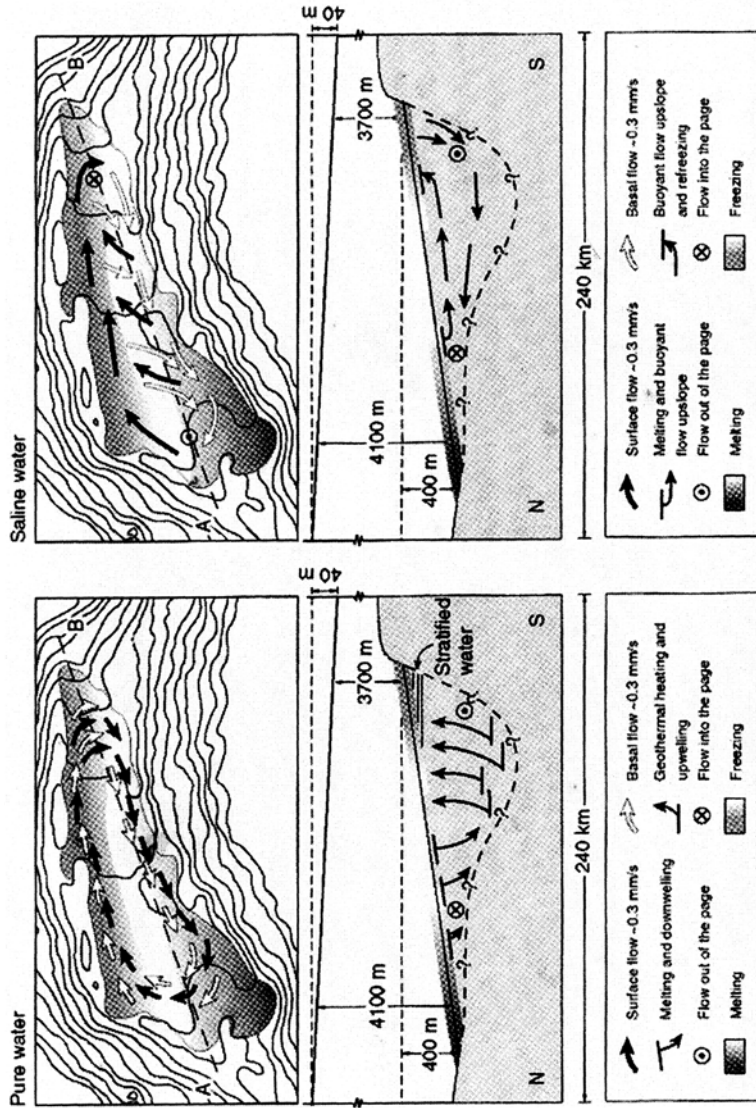 Pure water
B
A
40 m
3700 m
Stratified
water
4100 m
400 m
N
S
240 km
Surface flow ~0.3 mm/s
Melting and downwelling
Flow out of the page
Melting
Basal flow ~0.3 mm/s
Geothermal heating and
upwelling
Flow into the page
Freezing
Saline water
B
A
40 m
3700 m
4100 m
400 m
N
S
240 km
Surface flow ~0.3 mm/s
Melting and buoyant
flow upslope
Flow out of the page
Melting
Basal flow ~0.3 mm/s
Buoyant flow upslope
and refreezing
Flow into the page
Freezing